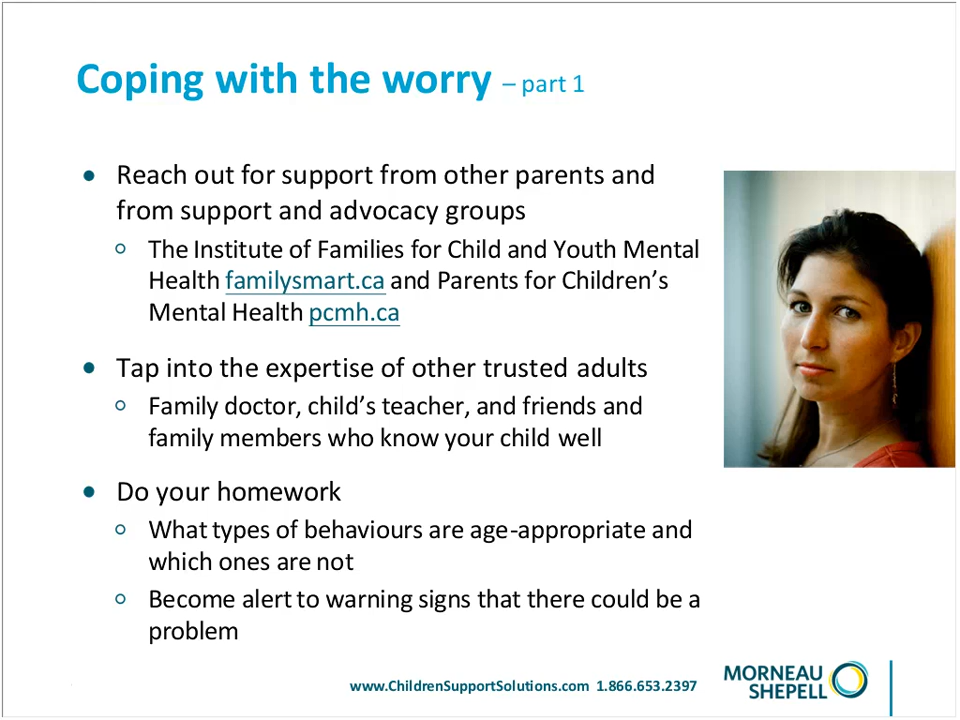 Coping with the worry – part 1
Reach out for support from other parents and
from support and advocacy groups
The Institute of Families for Child and Youth Mental
Health familysmart.ca and Parents for Children’s
Mental Health pcmh.ca
Tap into the expertise of other trusted adults
Family doctor, child’s teacher, and friends and
family members who know your child well
Do your homework
What types of behaviours are age-appropriate and
which ones are not
Become alert to warning signs that there could be a
problem
www.ChildrenSupportSolutions.com 1.866.653.2397
MORNEAU
SHEPELL